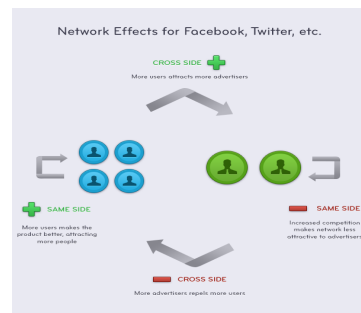 Network Effects for Facebook, Twitter, etc.
CROSS SIDE
More users attracts more advertisers
SAME SIDE
More users makes the
product better, attracting
more people
SAME SIDE
Increased competition
makes network less
attractive to advertisers
CROSS SIDE
More advertisers repels more users